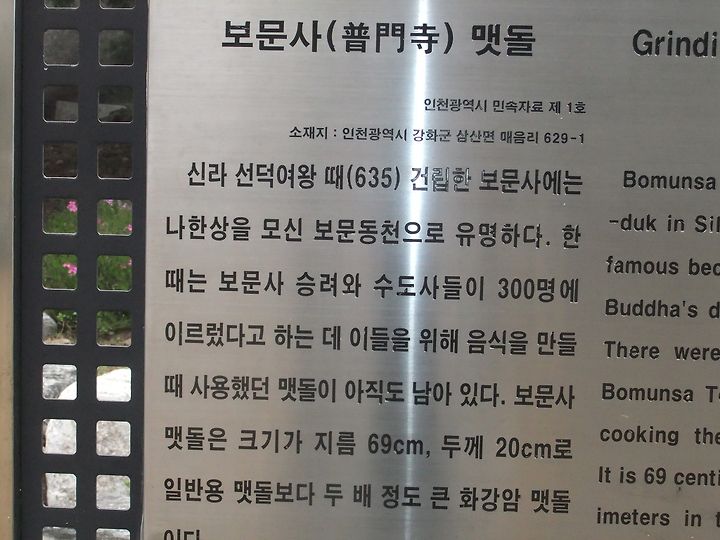 보문사(普門寺) 맷돌
인천광역시 민속자료 제 1호
소재지 : 인천광역시 강화군 삼산면 매음리 629-1
신라 선덕여왕 때(635) 건립한 보문사에는
나한상을 모신 보문동천으로 유명하다. 한
때는 보문사 승려와 수도사들이 300명에
이르렀다고 하는 데 이들을 위해 음식을 만들
때 사용했던 맷돌이 아직도 남아 있다. 보문사
맷돌은 크기가 지름 69cm, 두께 20cm로
일반용 맷돌보다 두 배 정도 큰 화강암 맷돌
이다
Grindi
Bomunsa
-duk in Sil
famous bec
Buddha's d
There were
Bomunsa T
cooking the
It is 69 centi
imeters in t